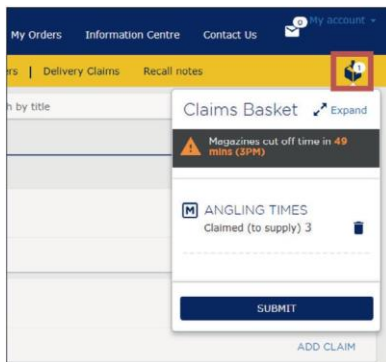 My Orders Information Centre Contact Us 0 My account
rs | Delivery Claims Recall notes 1
h by title
Claims Basket Expand
Magazines cut off time in 49
mins (3PM)
M ANGLING TIMES
Claimed (to supply) 3
SUBMIT
ADD CLAIM